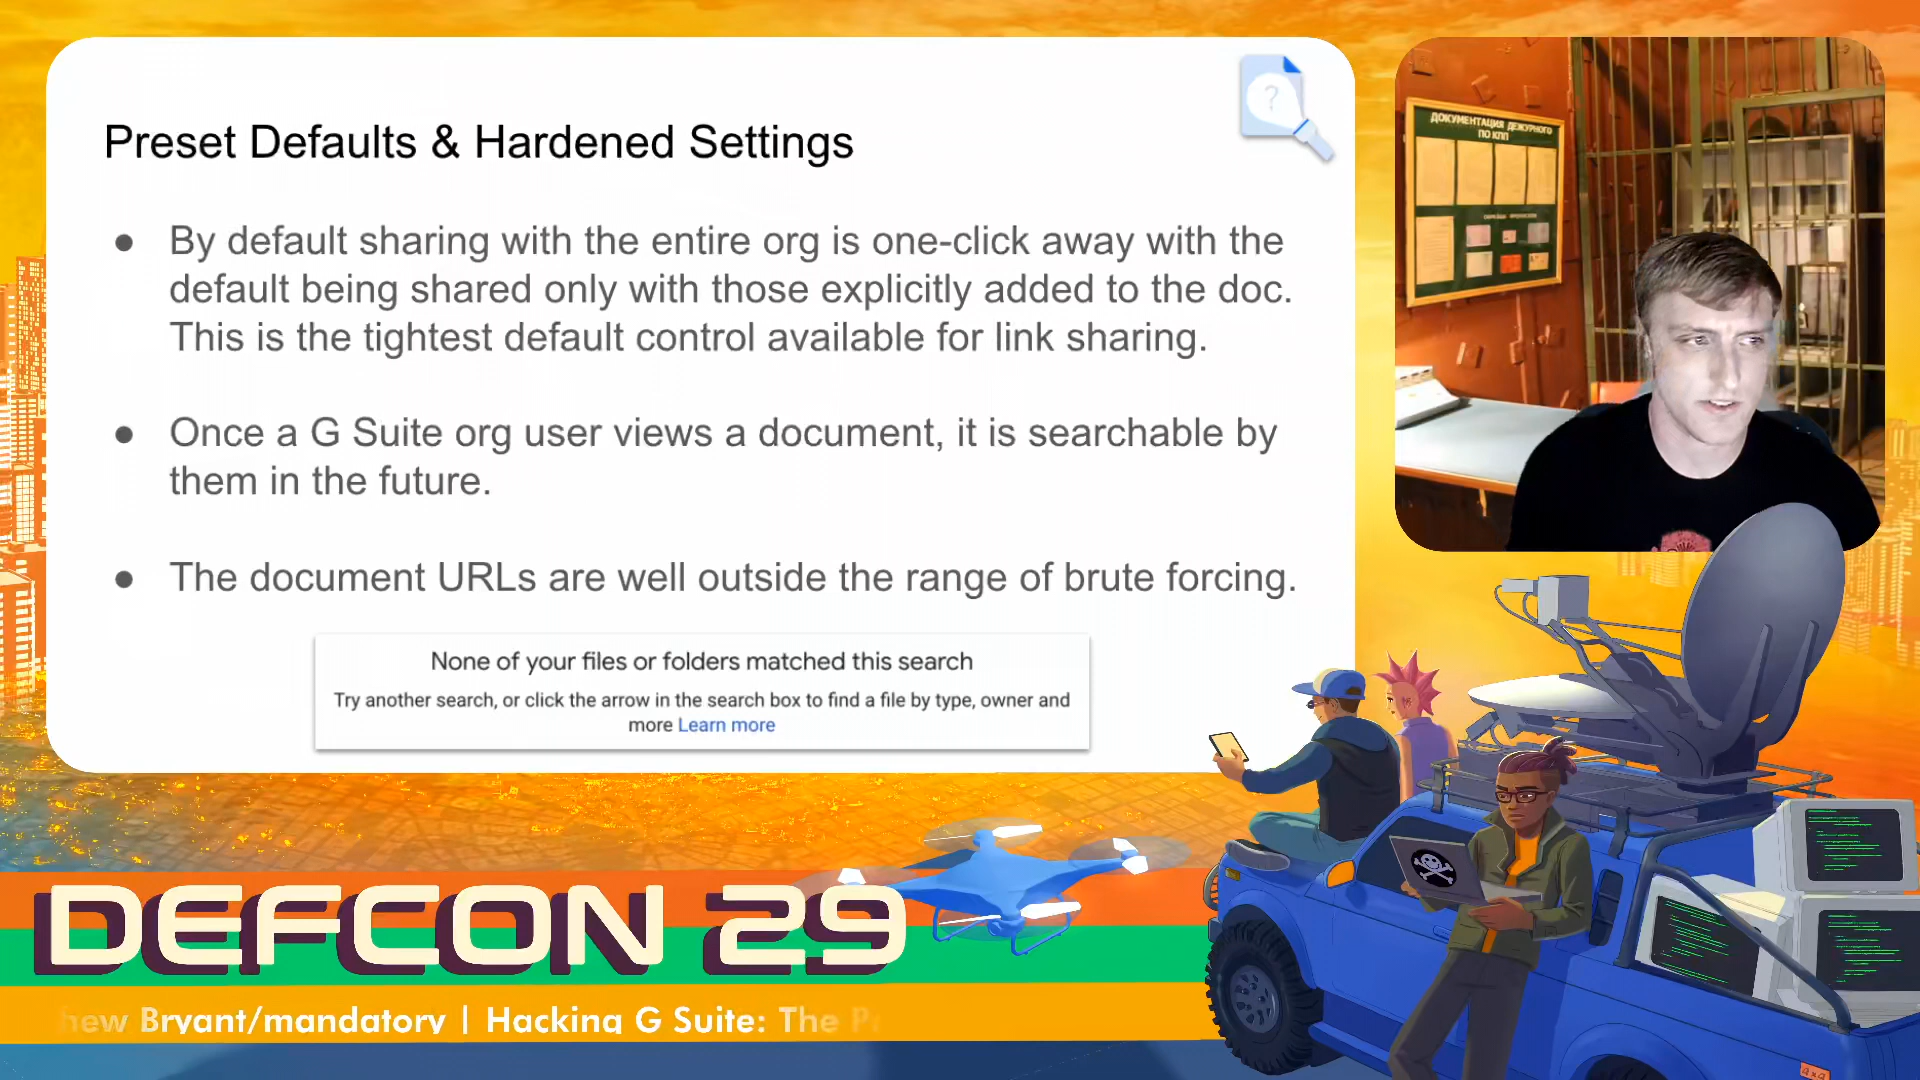 Preset Defaults & Hardened Settings
?
● By default sharing with the entire org is one-click away with the
default being shared only with those explicitly added to the doc.
This is the tightest default control available for link sharing.
● Once a G Suite org user views a document, it is searchable by
them in the future.
● The document URLs are well outside the range of brute forcing.
None of your files or folders matched this search
Try another search, or click the arrow in the search box to find a file by type, owner and
more Learn more
ДОКУМЕНТАЦИЯ ДЕЖУРНОГО
ПО КПП
DEFCON 29
hew Bryant/mandatory | Hacking G Suite: The